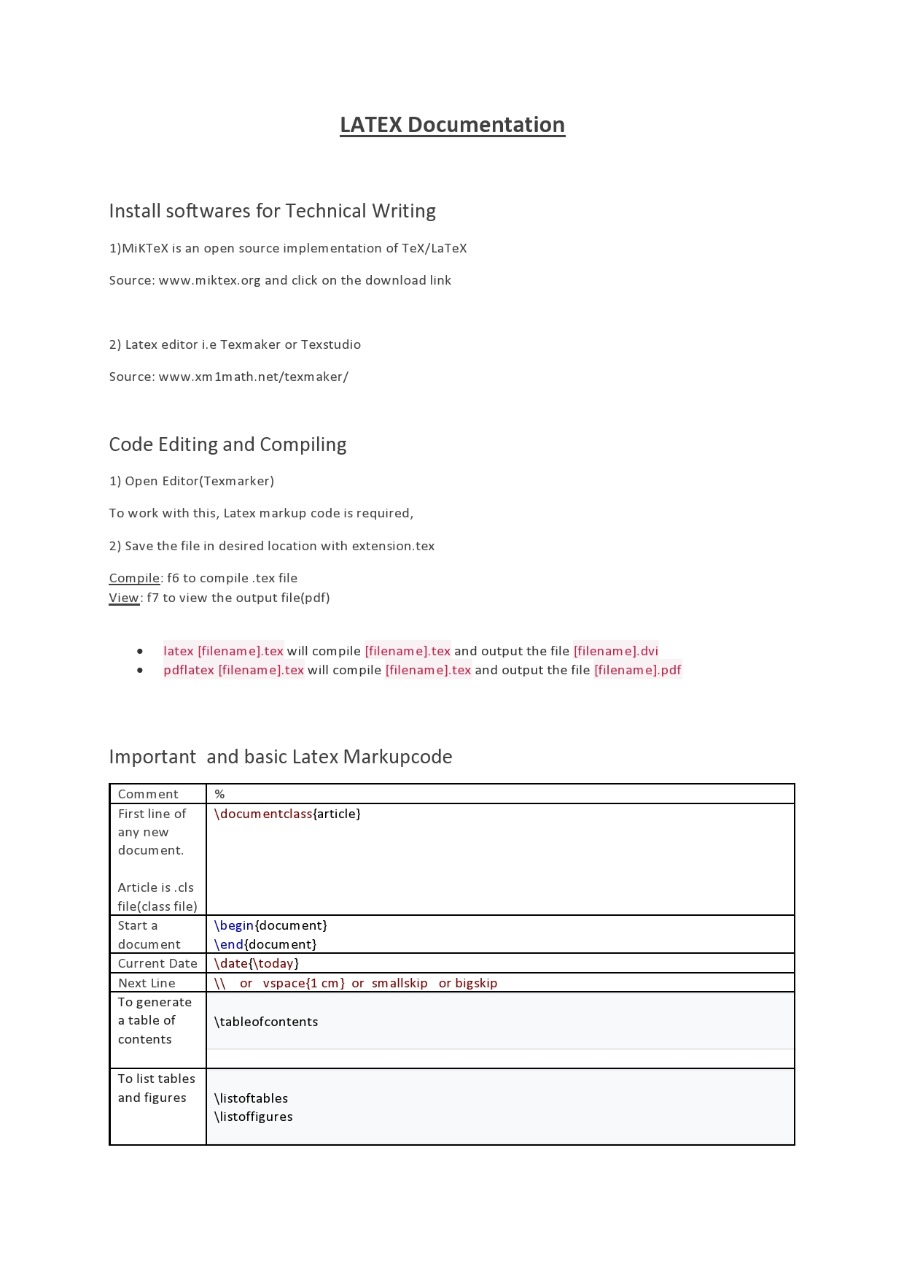 LATEX Documentation
Install softwares for Technical Writing
1)MiKTeX is an open source implementation of TeX/LaTeX
Source: www.miktex.org and click on the download link
2) Latex editor i.e Texmaker or Texstudio
Source: www.xm1math.net/texmaker/
Code Editing and Compiling
1) Open Editor(Texmarker)
To work with this, Latex markup code is required,
2) Save the file in desired location with extension.tex
Compile: f6 to compile .tex file
View: f7 to view the output file(pdf)
• latex [filename].tex will compile [filename].tex and output the file [filename].dvi
• pdflatex [filename].tex will compile [filename].tex and output the file [filename].pdf
Important  and basic Latex Markupcode
Comment %
First line of \documentclass{article}
any new
document.
Article is .cls
file(class file)
Start a \begin{document}
document \end{document}
Current Date \date{\today}
Next Line \\ or vspace{1 cm} or smallskip or bigskip
To generate
a table of \tableofcontents
contents
To list tables
and figures \listoftables
\listoffigures